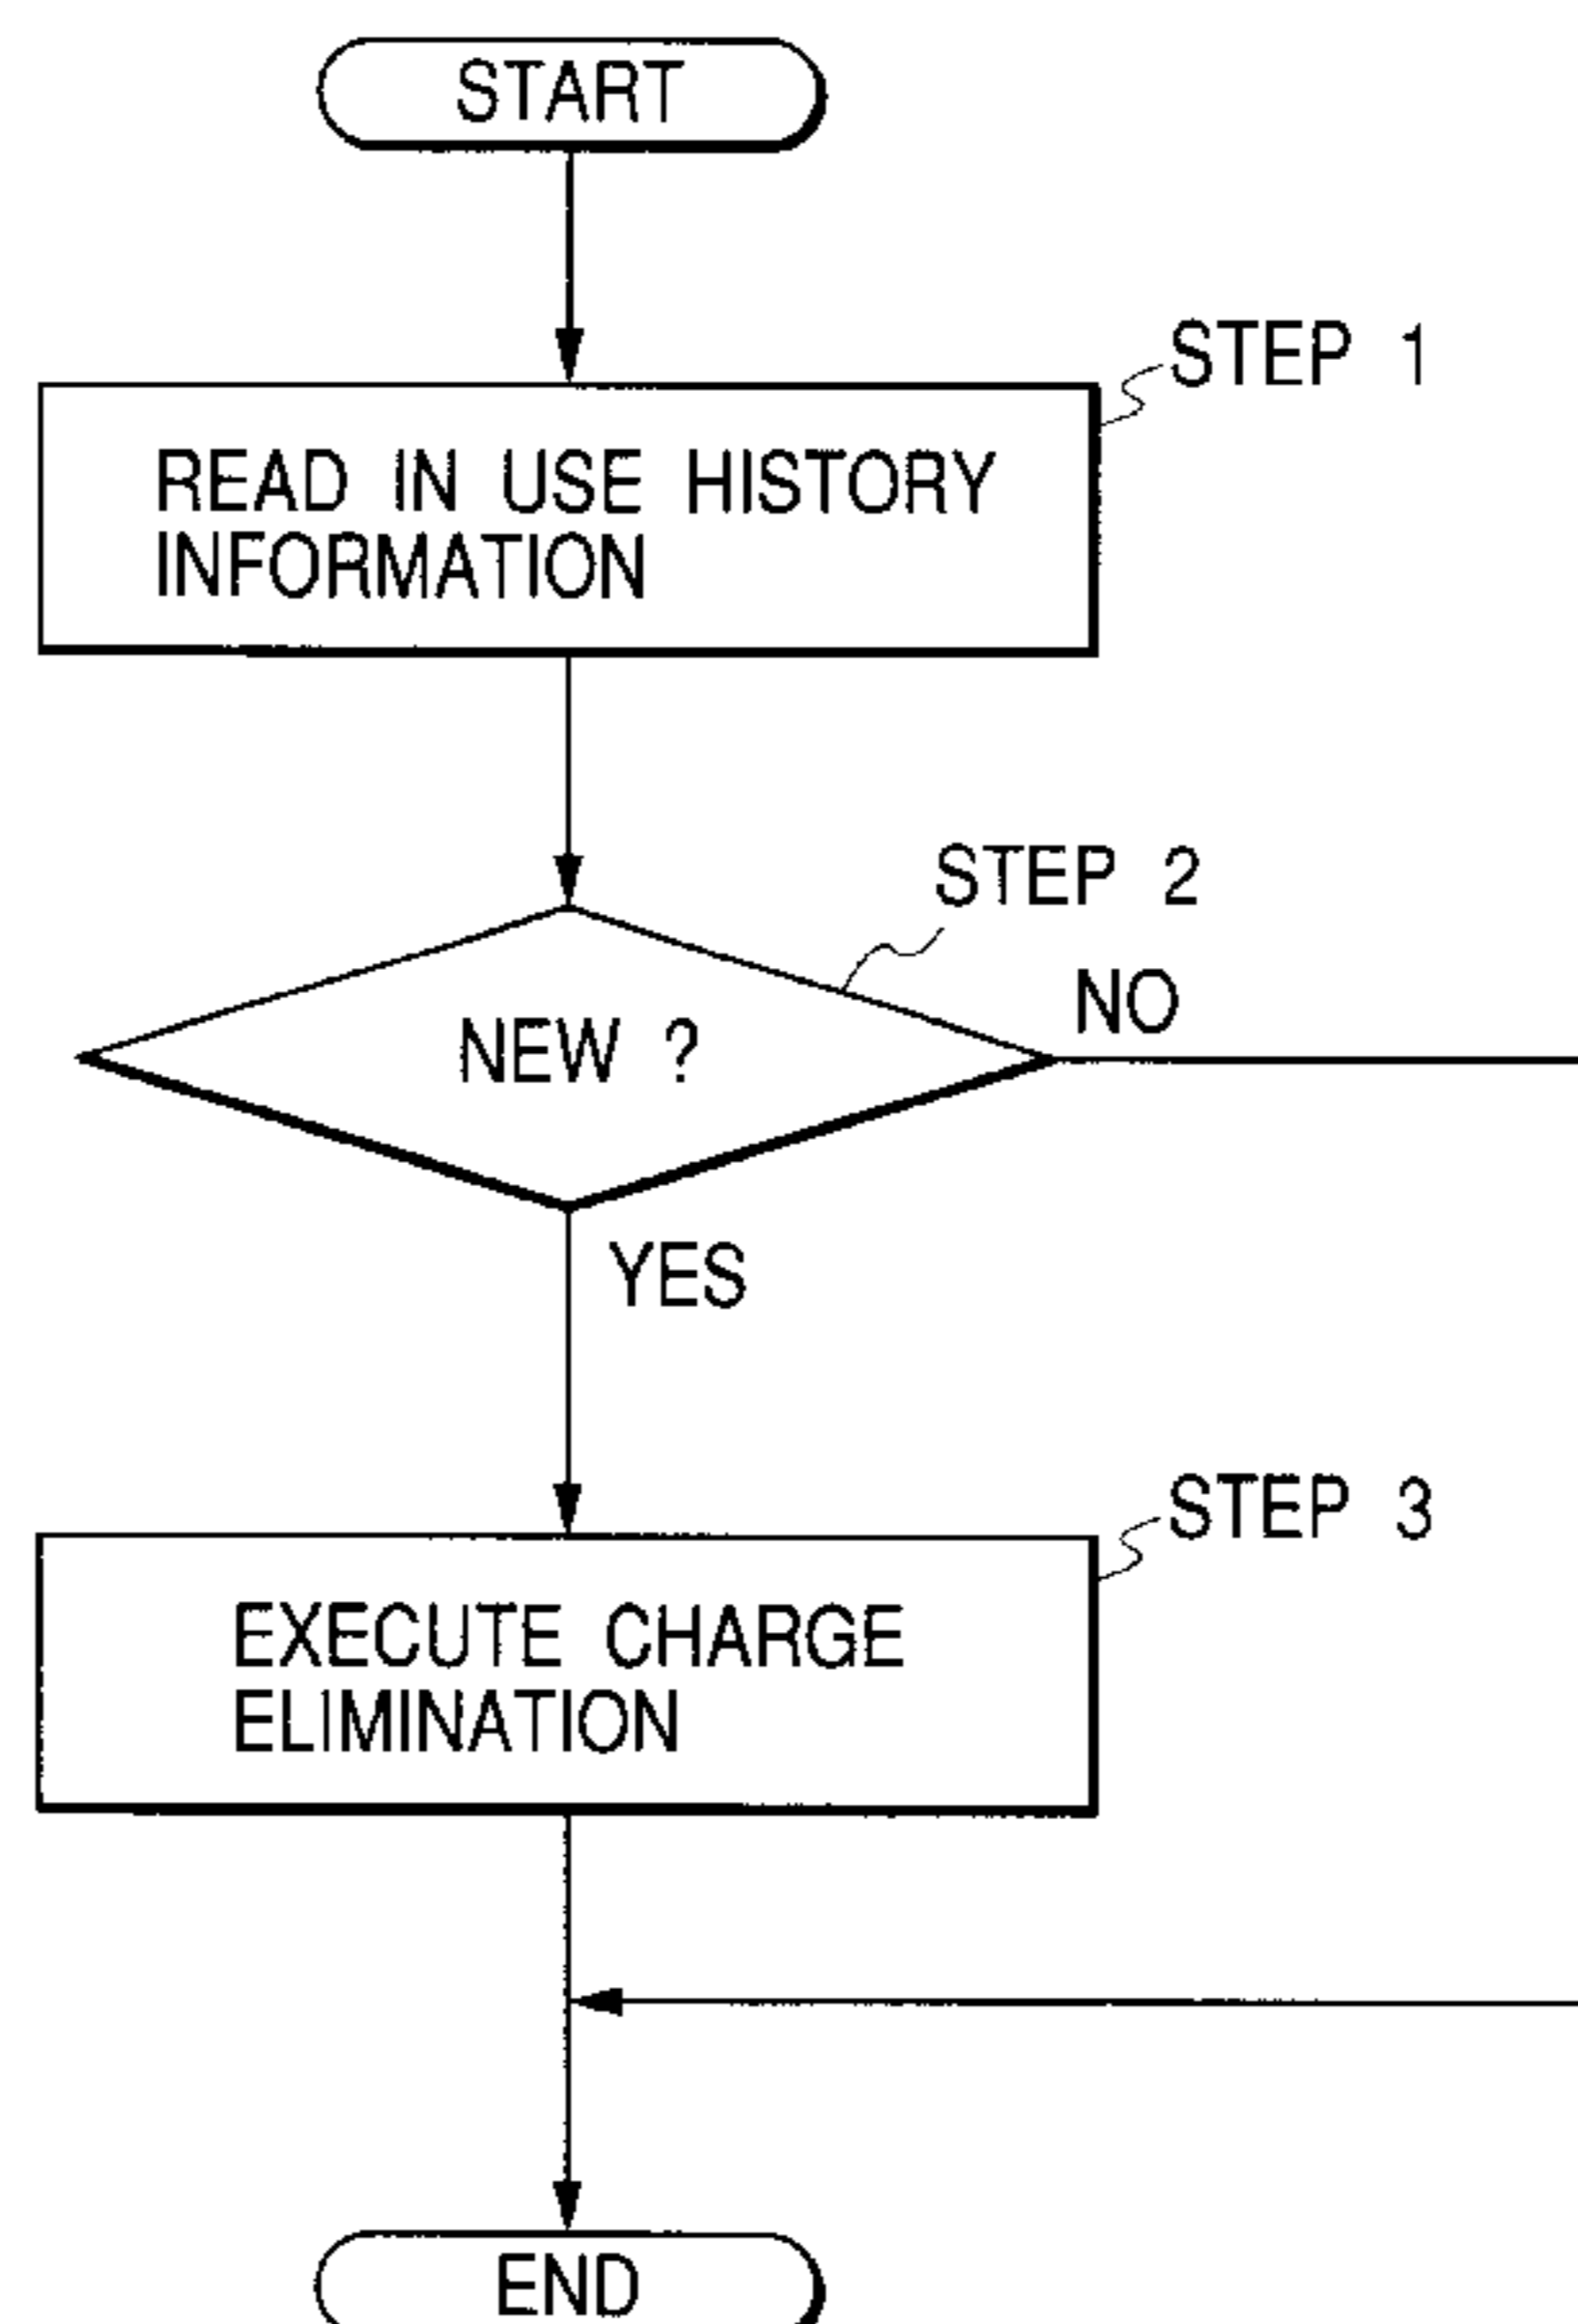 START
STEP 1
READ IN USE HISTORY
INFORMATION
STEP 2
NO
NEW ?
YES
STEP 3
EXECUTE CHARGE
ELIMINATION
END